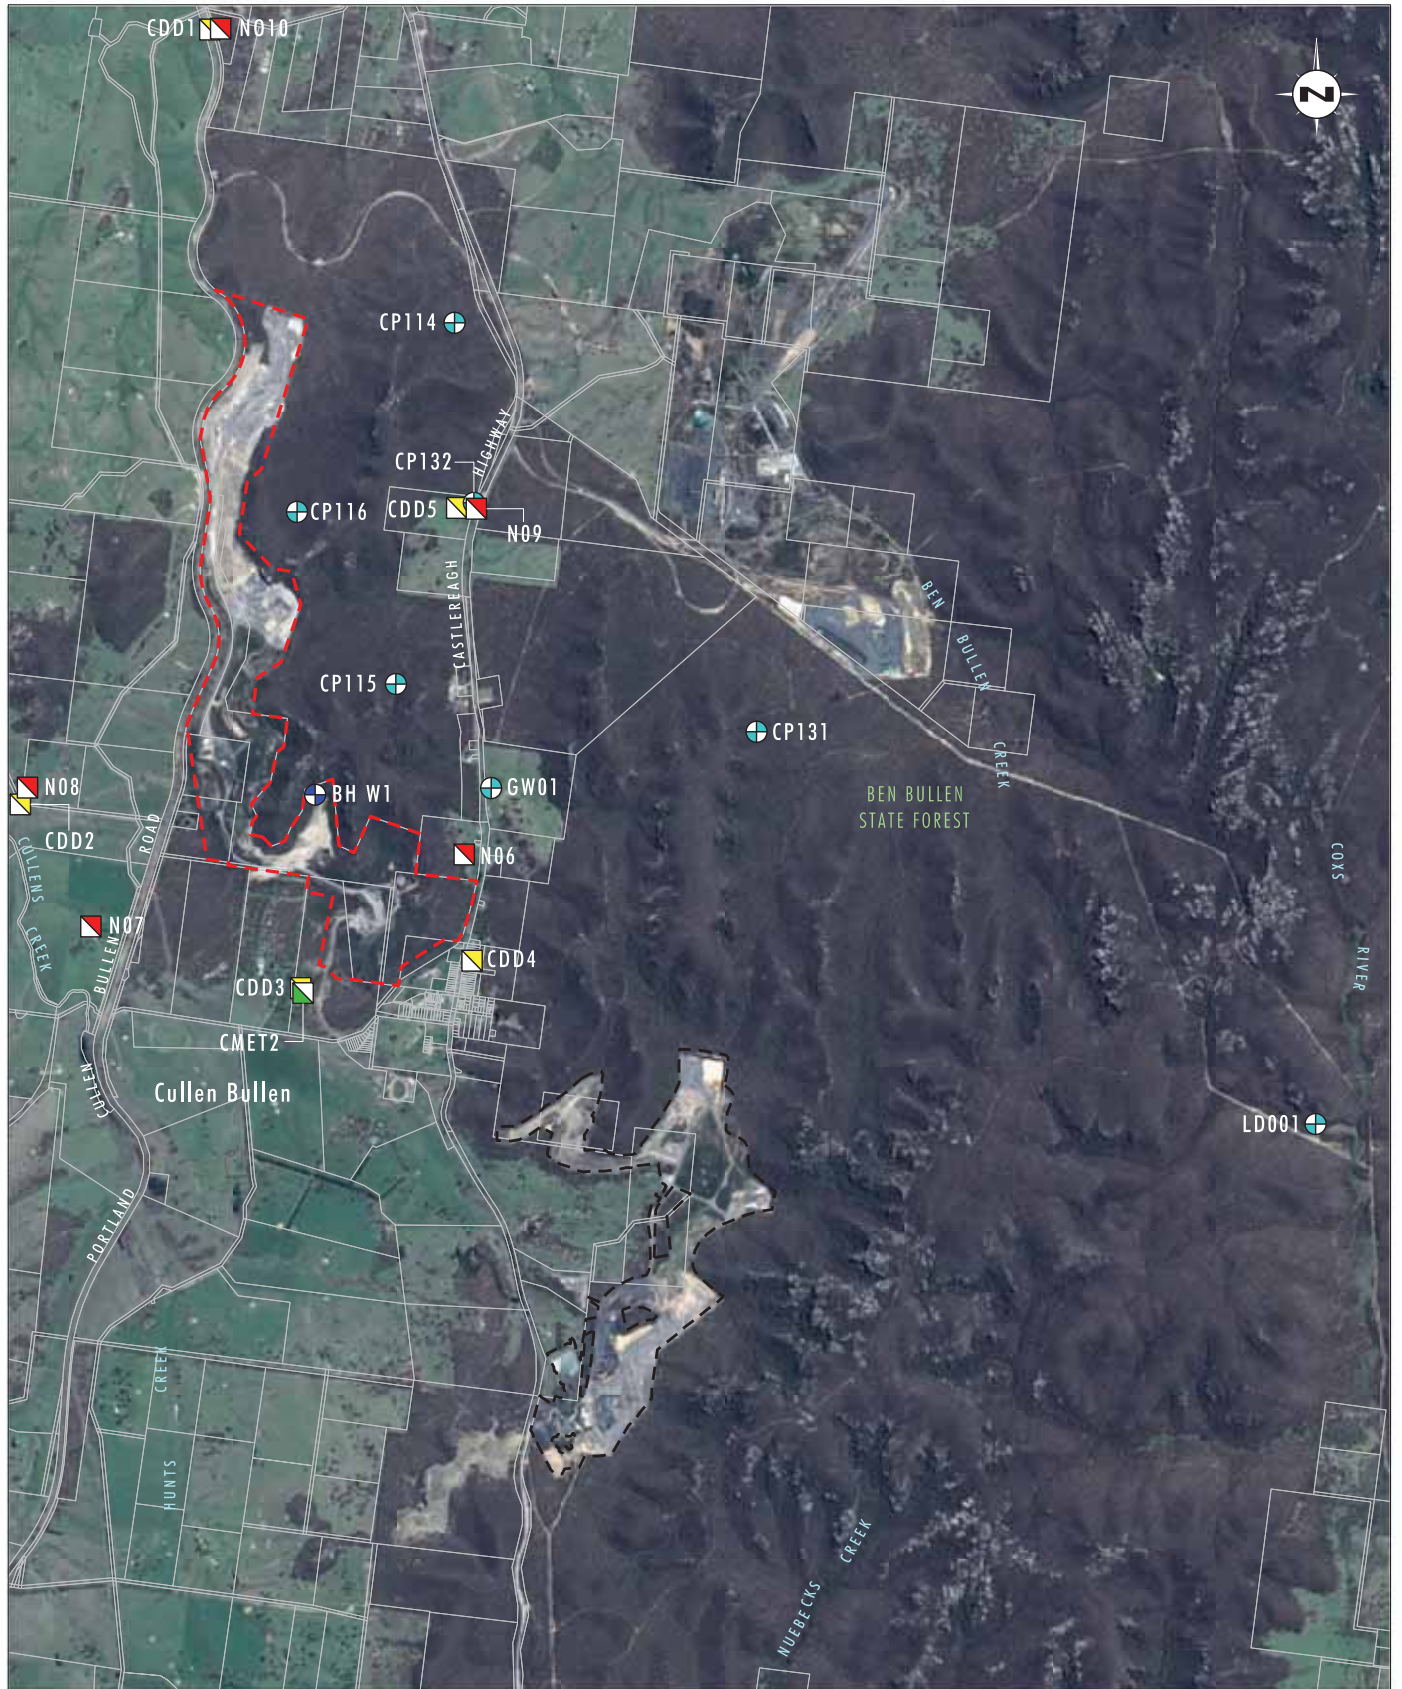 CDD1
NO10
N
CP114
HIGHWAY
CP132
CP116
CDD5
N09
CASTLEREAGH
BEN
BULLEN
CREEK
CP115
CP131
N08
BH W1
GW01
BEN BULLEN
STATE FOREST
CDD2
ROAD
N06
COXS
CULLENS
CREEK
N07
BULLEN
CDD4
RIVER
CDD3
CMET2
CULLEN
Cullen Bullen
LD001
PORTLAND
CREEK
HUNTS
CREEK
NUEBECKS